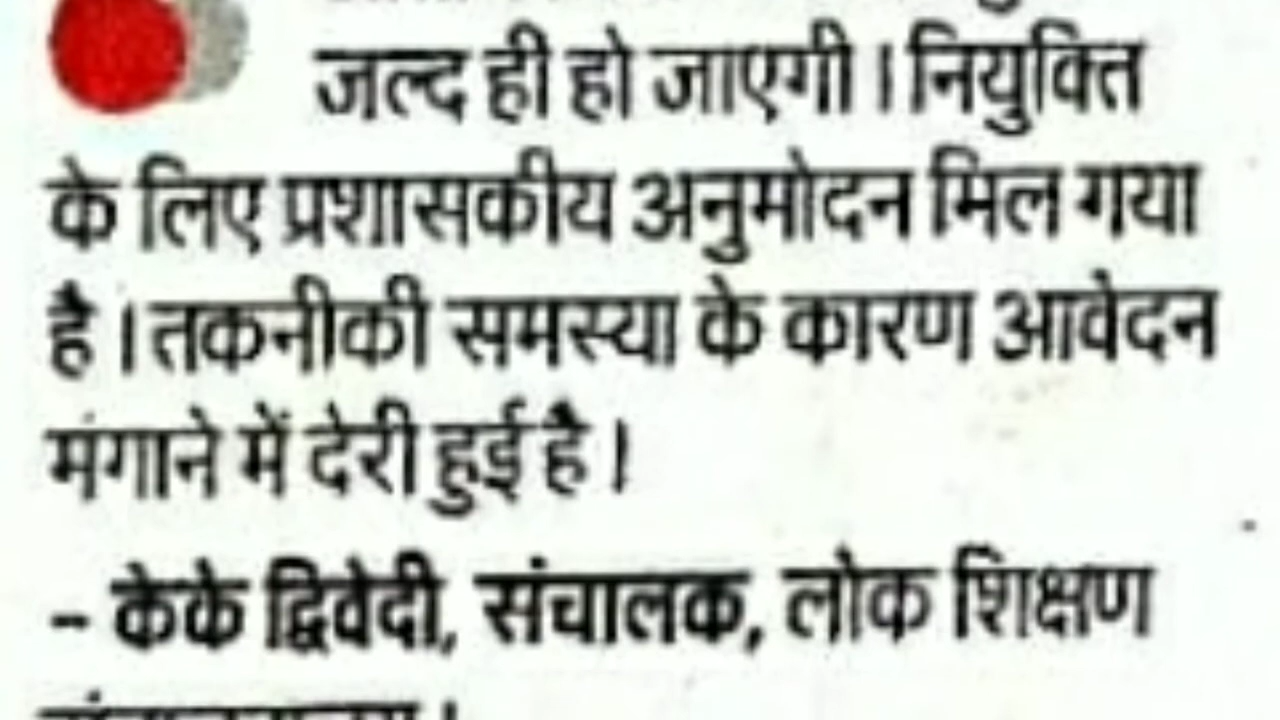 जल्द ही हो जाएगी । नियुक्ति
के लिए प्रशासकीय अनुमोदन मिल गया
है । तकनीकी समस्या के कारण आवेदन
मंगाने में देरी हुई है ।
- केके द्विवेदी, संचालक, लोक शिक्षण